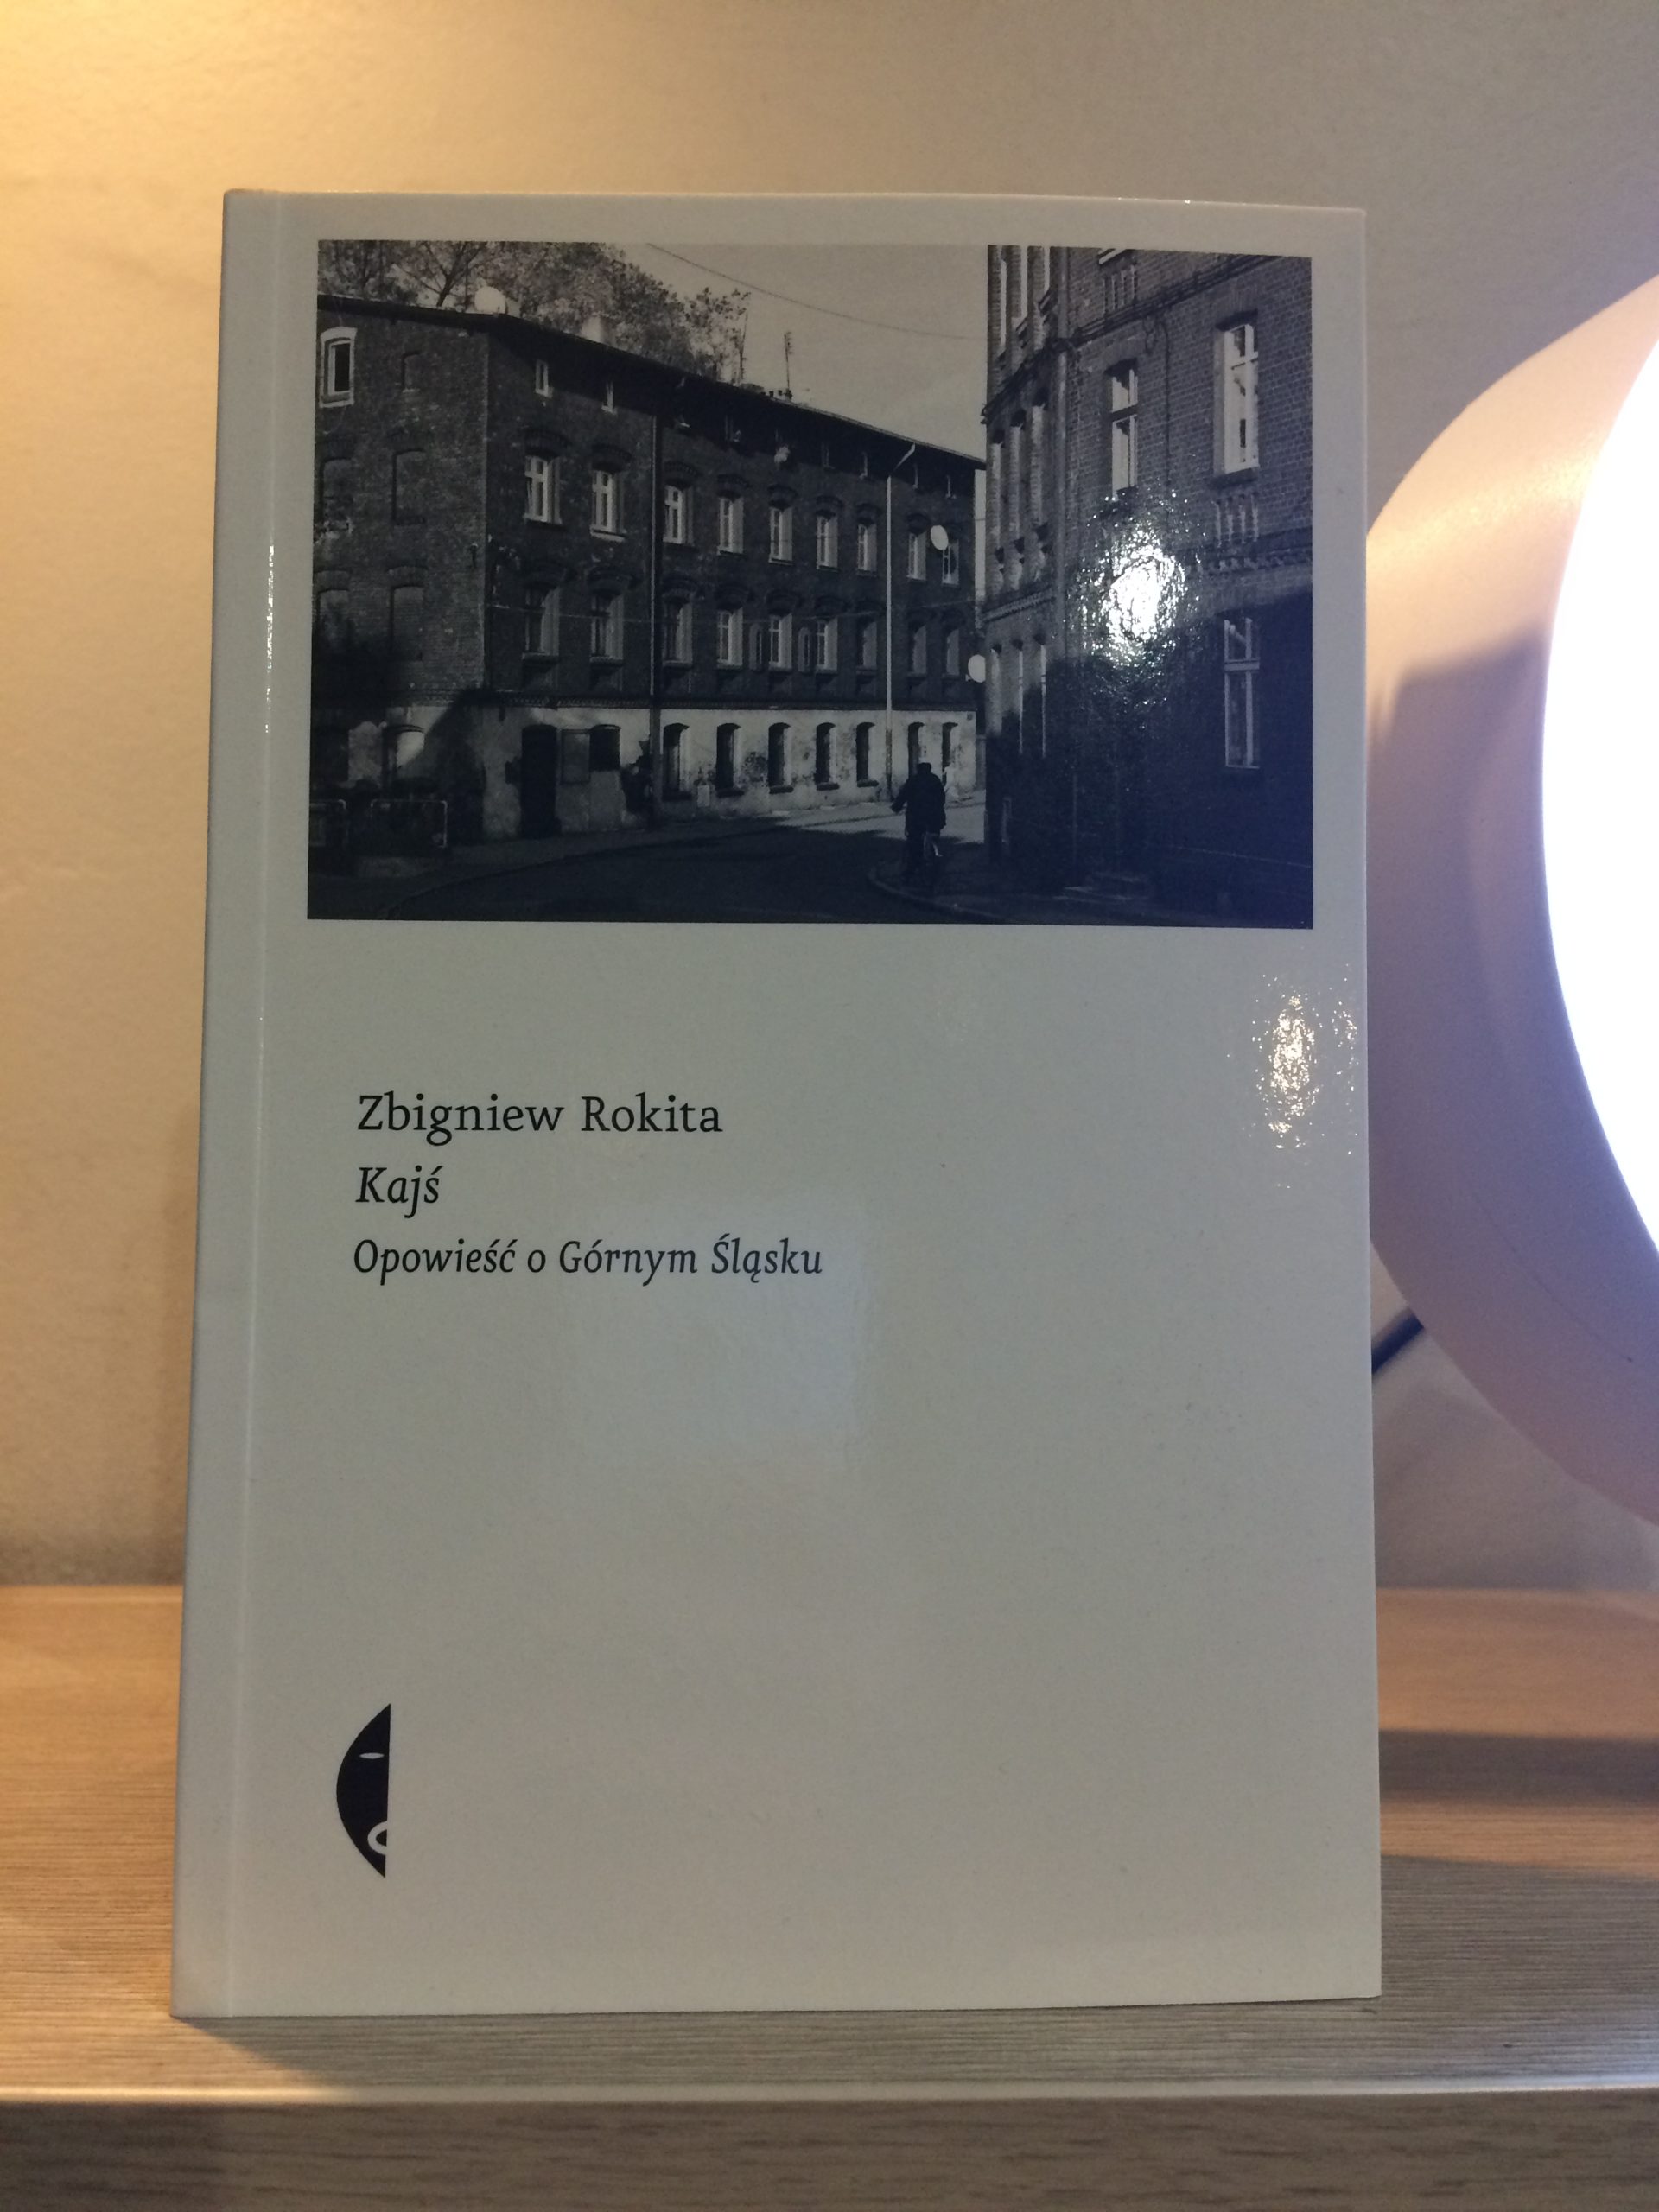 Zbigniew Rokita
Kajś
Opowieść o Górnym Śląsku